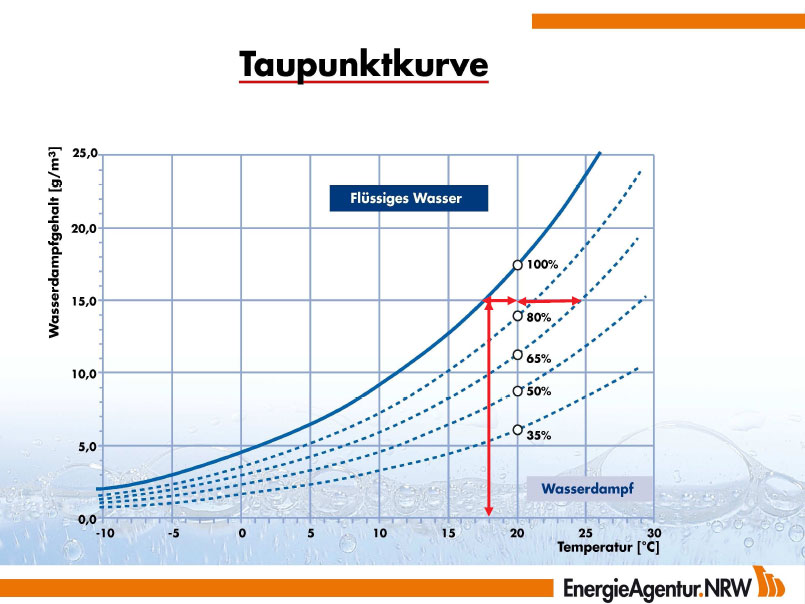 Taupunktkurve
Wasserdampfgehalt [g/m³]
25,0
20,0
15,0
10,0
5,0
0,0
Flüssiges Wasser
100%
80%
65%
50%
35%
Wasserdampf
-10 -5 0 5 10 15 20 25 30
Temperatur [°C]
EnergieAgentur.NRW